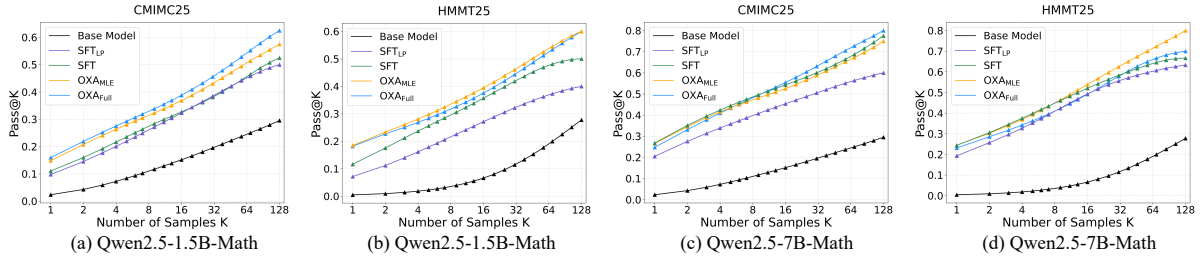 CMIMC25
Pass@K
0.6
0.5
0.4
0.3
0.2
0.1
0.0
Base Model
SFT_LP
SFT
OXA_MLE
OXA_Full
1 2 4 8 16 32 64 128
Number of Samples K
(a) Qwen2.5-1.5B-Math
HMMT25
0.6
0.5
0.4
0.3
0.2
0.1
0.0
Base Model
SFT_LP
SFT
OXA_MLE
OXA_Full
1 2 4 8 16 32 64 128
Number of Samples K
(b) Qwen2.5-1.5B-Math
CMIMC25
Pass@K
0.8
0.7
0.6
0.5
0.4
0.3
0.2
0.1
0.0
Base Model
SFT_LP
SFT
OXA_MLE
OXA_Full
1 2 4 8 16 32 64 128
Number of Samples K
(c) Qwen2.5-7B-Math
HMMT25
0.8
0.7
0.6
0.5
0.4
0.3
0.2
0.1
0.0
Base Model
SFT_LP
SFT
OXA_MLE
OXA_Full
1 2 4 8 16 32 64 128
Number of Samples K
(d) Qwen2.5-7B-Math